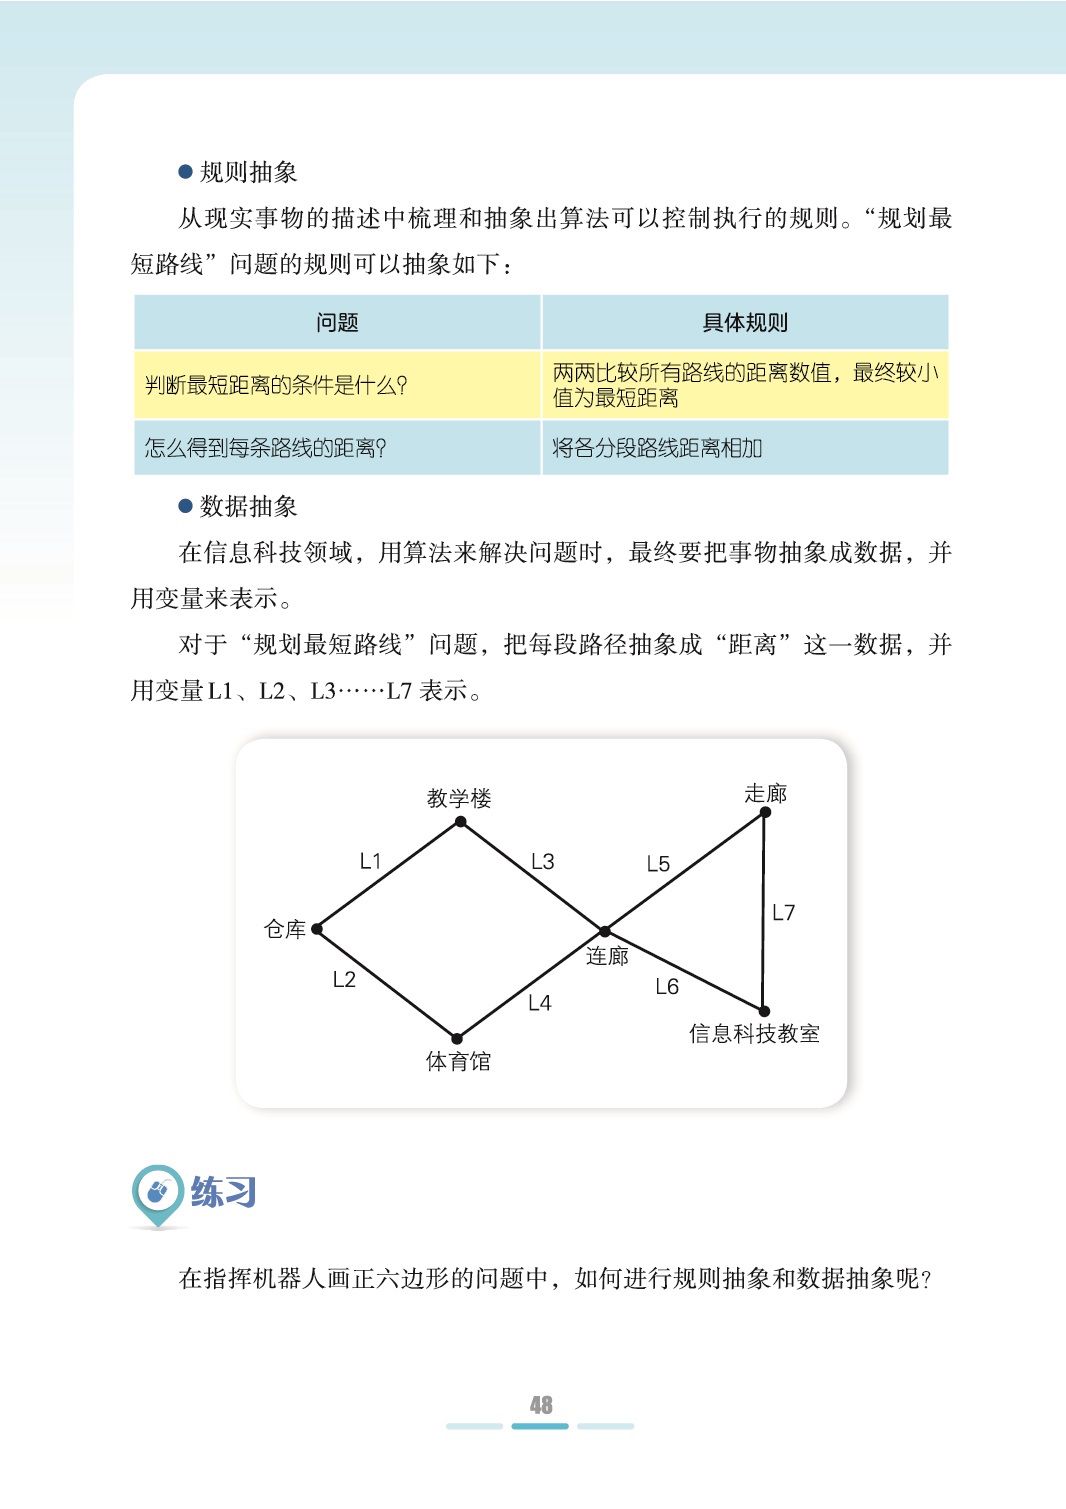 规则抽象
从现实事物的描述中梳理和抽象出算法可以控制执行的规则。“规划最
短路线”问题的规则可以抽象如下：
问题
具体规则
判断最短距离的条件是什么？
两两比较所有路线的距离数值，最终较小
值为最短距离
怎么得到每条路线的距离？
将各分段路线距离相加
数据抽象
在信息科技领域，用算法来解决问题时，最终要把事物抽象成数据，并
用变量来表示。
对于“规划最短路线”问题，把每段路径抽象成“距离”这一数据，并
用变量L1、L2、L3……L7 表示。
教学楼
走廊
L1
L3
L5
L7
仓库
连廊
L2
L4
L6
信息科技教室
体育馆
练习
在指挥机器人画正六边形的问题中，如何进行规则抽象和数据抽象呢？
48